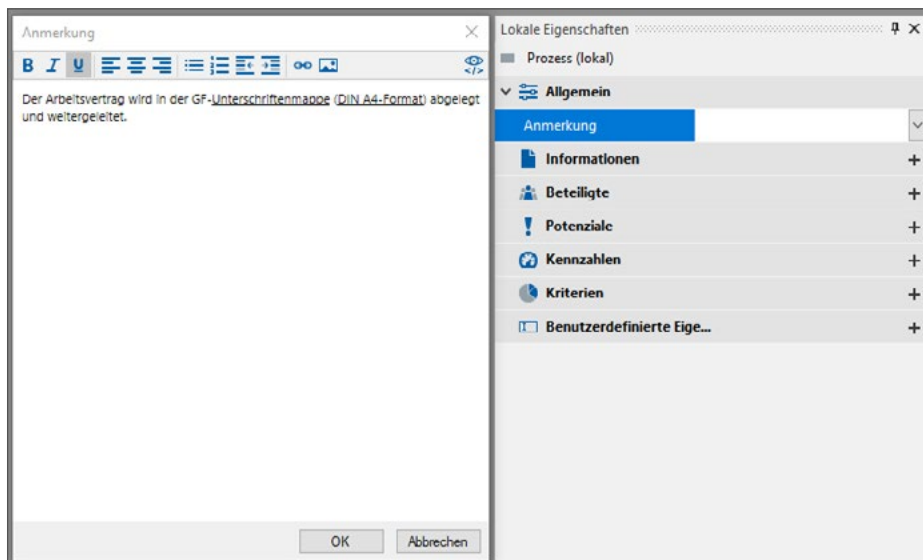 Anmerkung
B I U
Der Arbeitsvertrag wird in der GF-Unterschriftenmappe (DIN A4-Format) abgelegt
und weitergeleitet.
OK
Abbrechen
Lokale Eigenschaften
Prozess (lokal)
Allgemein
Anmerkung
Informationen
Beteiligte
Potenziale
Kennzahlen
Kriterien
Benutzerdefinierte Eige...